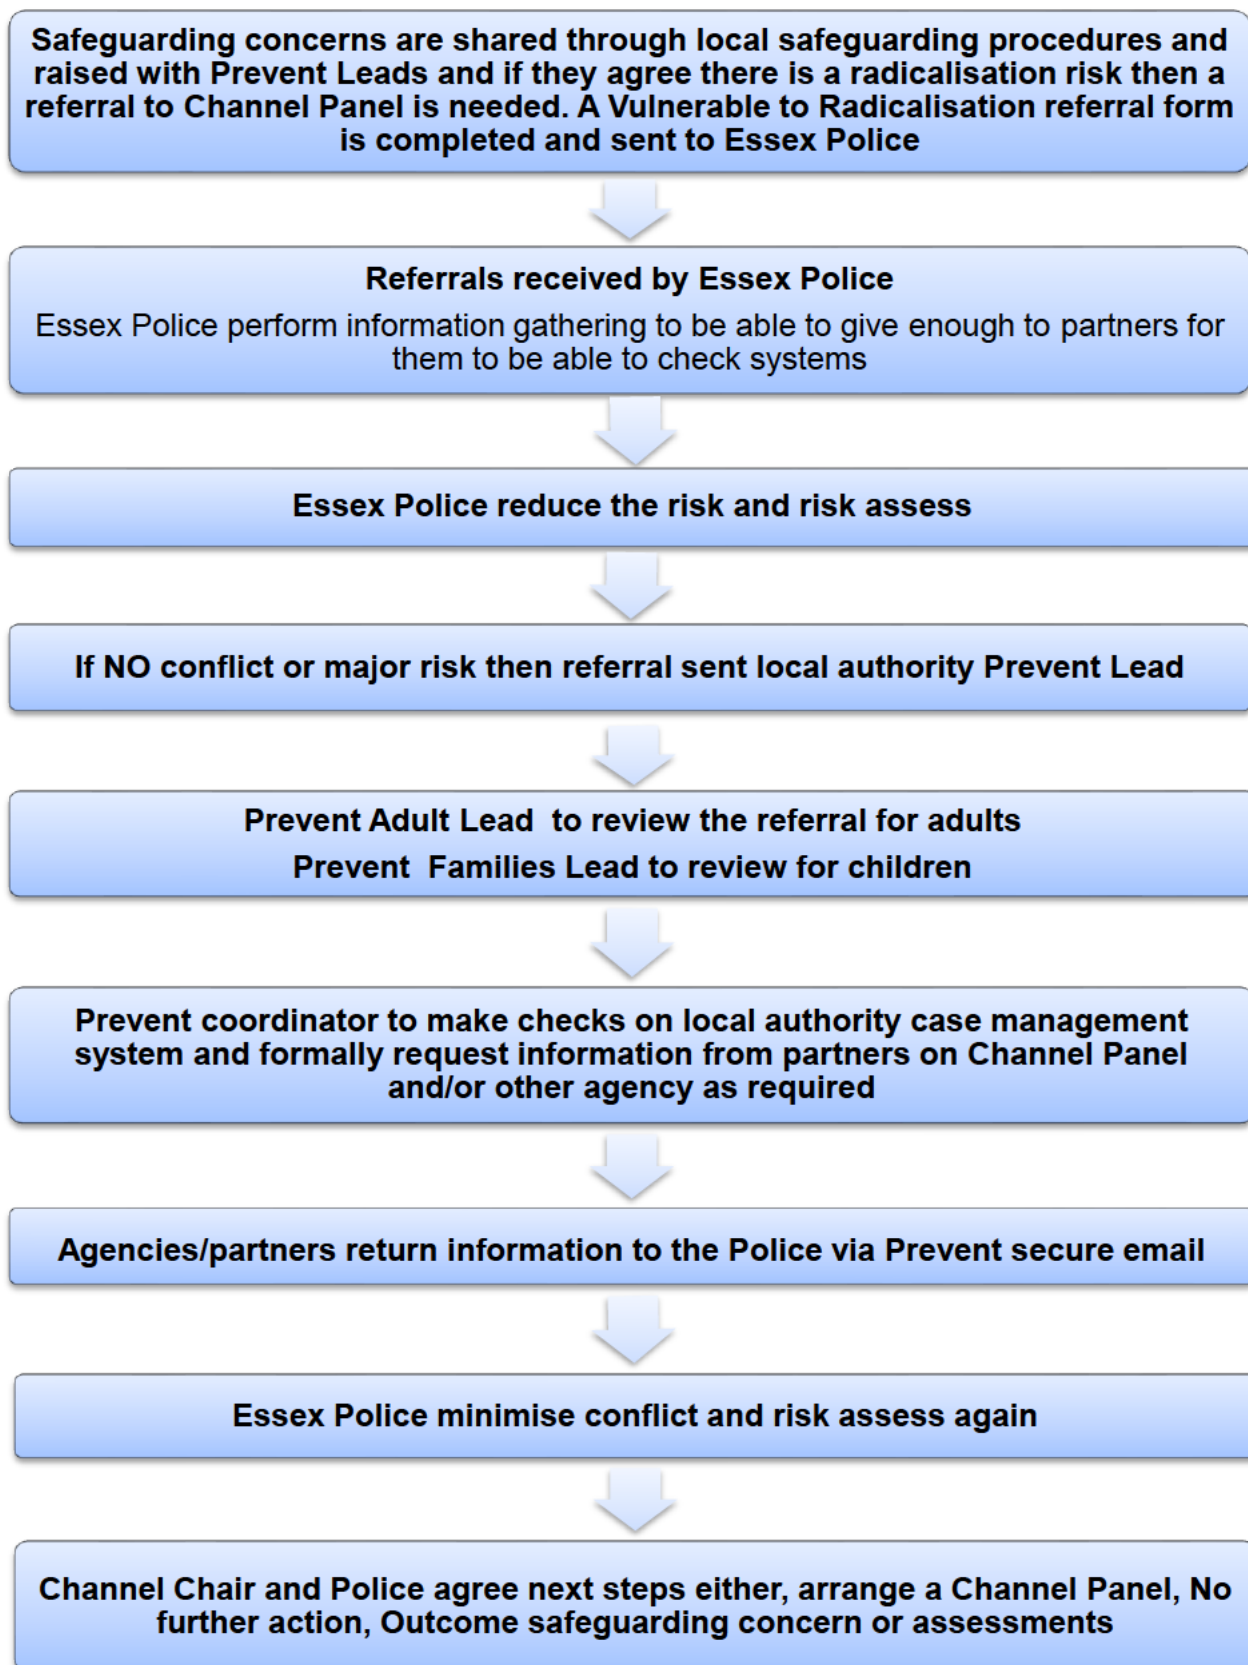 Safeguarding concerns are shared through local safeguarding procedures and
raised with Prevent Leads and if they agree there is a radicalisation risk then a
referral to Channel Panel is needed. A Vulnerable to Radicalisation referral form
is completed and sent to Essex Police
Referrals received by Essex Police
Essex Police perform information gathering to be able to give enough to partners for
them to be able to check systems
Essex Police reduce the risk and risk assess
If NO conflict or major risk then referral sent local authority Prevent Lead
Prevent Adult Lead to review the referral for adults
Prevent Families Lead to review for children
Prevent coordinator to make checks on local authority case management
system and formally request information from partners on Channel Panel
and/or other agency as required
Agencies/partners return information to the Police via Prevent secure email
Essex Police minimise conflict and risk assess again
Channel Chair and Police agree next steps either, arrange a Channel Panel, No
further action, Outcome safeguarding concern or assessments